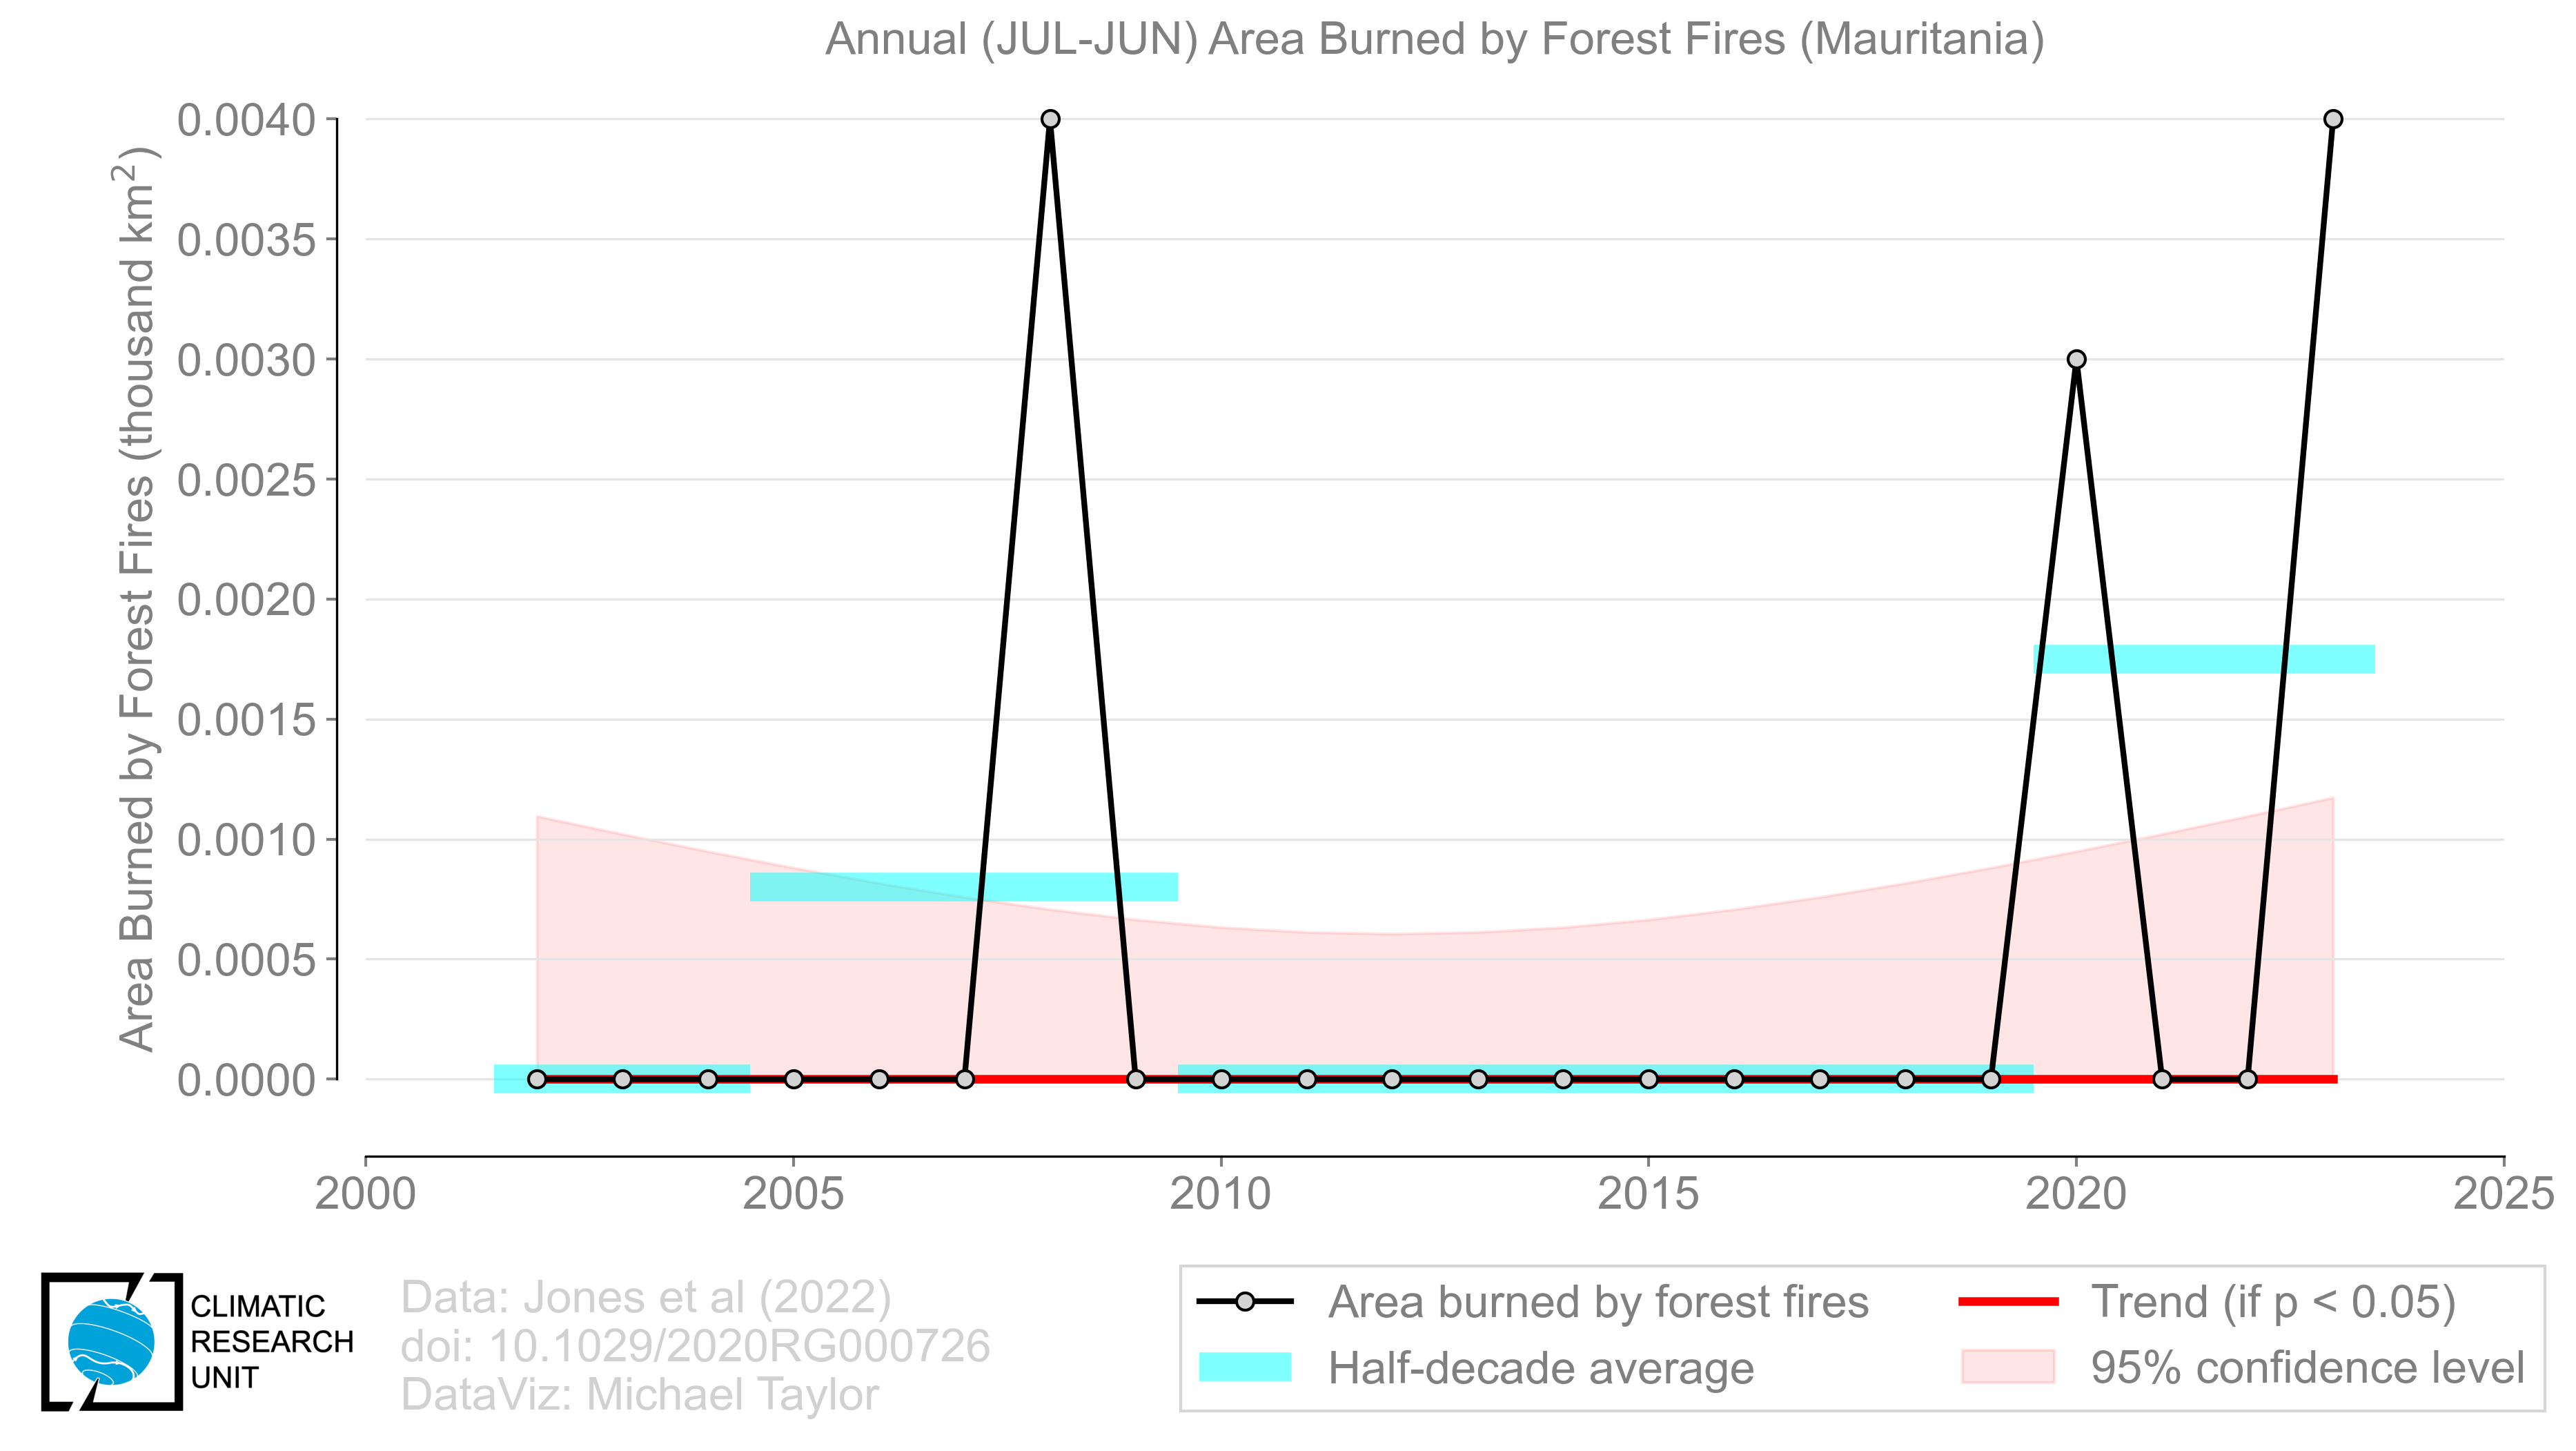 Annual (JUL-JUN) Area Burned by Forest Fires (Mauritania)
Area Burned by Forest Fires (thousand km²)
0.0040
0.0035
0.0030
0.0025
0.0020
0.0015
0.0010
0.0005
0.0000
2000 2005 2010 2015 2020 2025
CLIMATIC
RESEARCH
UNIT
Data: Jones et al (2022)
doi: 10.1029/2020RG000726
DataViz: Michael Taylor
Area burned by forest fires
Half-decade average
Trend (if p < 0.05)
95% confidence level